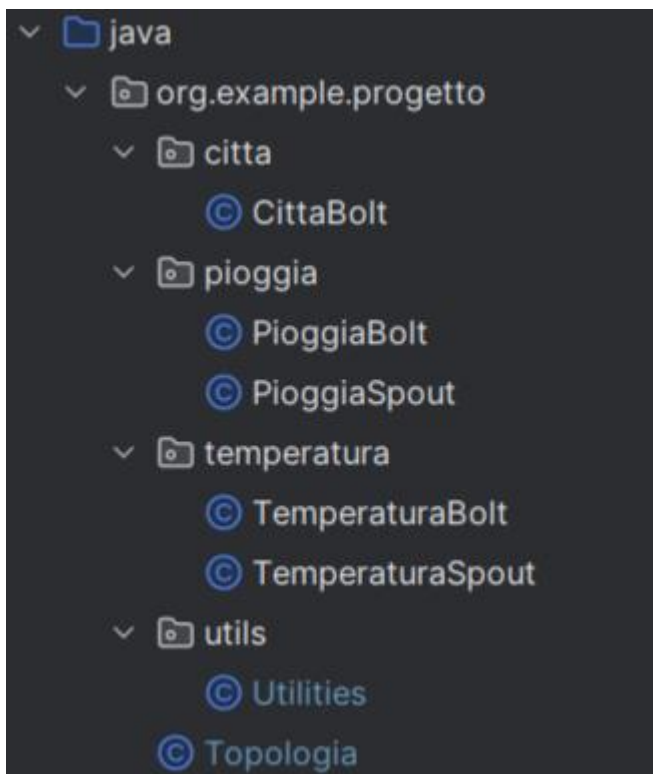 java
org.example.progetto
citta
CittaBolt
pioggia
PioggiaBolt
PioggiaSpout
temperatura
TemperaturaBolt
TemperaturaSpout
utils
Utilities
Topologia